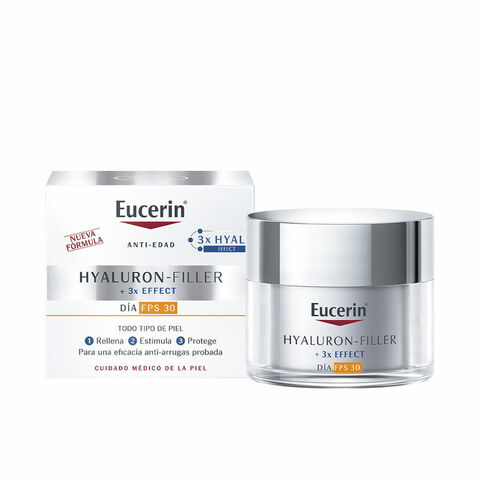 Eucerin®
NUEVA
FÓRMULA
ANTI-EDAD
3x HYAL
EFFECT
HYALURON-FILLER
+ 3x EFFECT
DÍA FPS 30
TODO TIPO DE PIEL
1 Rellena 2 Estimula 3 Protege
Para una eficacia anti-arrugas probada
CUIDADO MÉDICO DE LA PIEL
Eucerin®
HYALURON-FILLER
+ 3x EFFECT
DÍA FPS 30